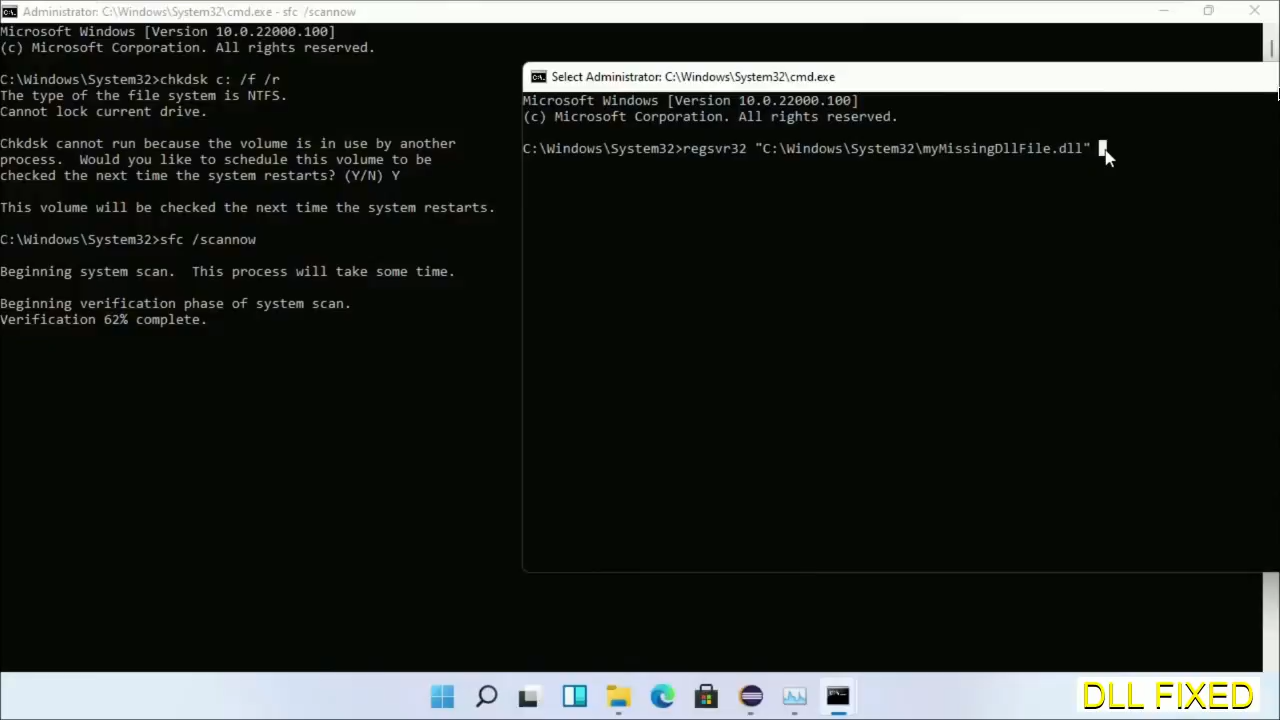 Administrator: C:\Windows\System32\cmd.exe - sfc /scannow
Microsoft Windows [Version 10.0.22000.100]
(c) Microsoft Corporation. All rights reserved.
C:\Windows\System32>chkdsk c: /f /r
The type of the file system is NTFS.
Cannot lock current drive.
Chkdsk cannot run because the volume is in use by another
process.  Would you like to schedule this volume to be
checked the next time the system restarts? (Y/N) Y
This volume will be checked the next time the system restarts.
C:\Windows\System32>sfc /scannow
Beginning system scan.  This process will take some time.
Beginning verification phase of system scan.
Verification 62% complete.
Select Administrator: C:\Windows\System32\cmd.exe
Microsoft Windows [Version 10.0.22000.100]
(c) Microsoft Corporation. All rights reserved.
C:\Windows\System32>regsvr32 "C:\Windows\System32\myMissingDllFile.dll"
DLL FIXED